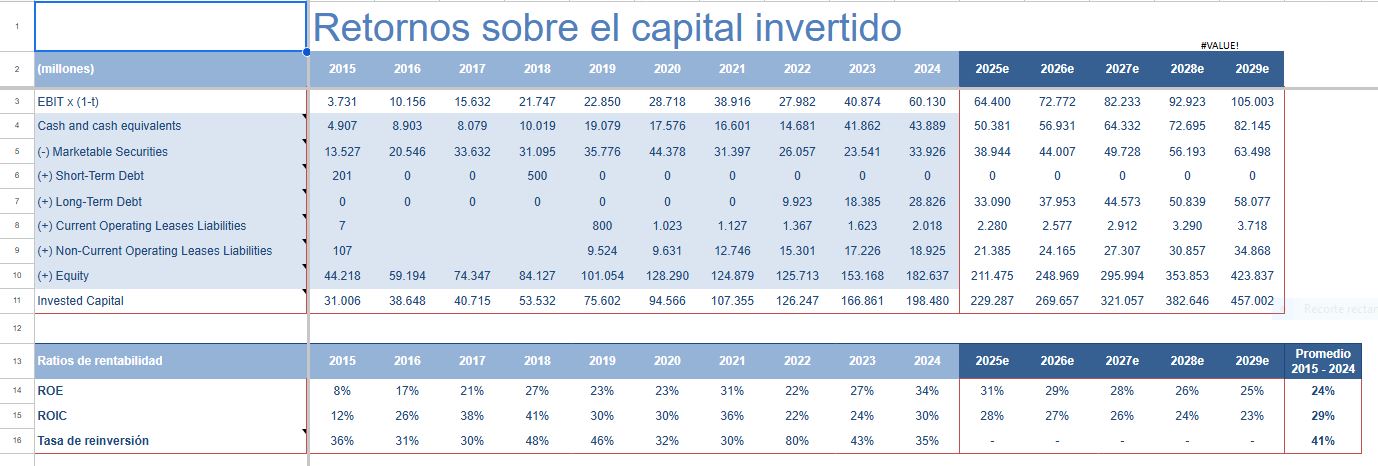 1 Retornos sobre el capital invertido #VALUE!
2 (millones) 2015 2016 2017 2018 2019 2020 2021 2022 2023 2024 2025e 2026e 2027e 2028e 2029e
3 EBIT x (1-t) 3.731 10.156 15.632 21.747 22.850 28.718 38.916 27.982 40.874 60.130 64.400 72.772 82.233 92.923 105.003
4 Cash and cash equivalents 4.907 8.903 8.079 10.019 19.079 17.576 16.601 14.681 41.862 43.889 50.381 56.931 64.332 72.695 82.145
5 (-) Marketable Securities 13.527 20.546 33.632 31.095 35.776 44.378 31.397 26.057 23.541 33.926 38.944 44.007 49.728 56.193 63.498
6 (+) Short-Term Debt 201 0 0 500 0 0 0 0 0 0 0 0 0 0 0
7 (+) Long-Term Debt 0 0 0 0 0 0 0 9.923 18.385 28.826 33.090 37.953 44.573 50.839 58.077
8 (+) Current Operating Leases Liabilities 7 800 1.023 1.127 1.367 1.623 2.018 2.280 2.577 2.912 3.290 3.718
9 (+) Non-Current Operating Leases Liabilities 107 9.524 9.631 12.746 15.301 17.226 18.925 21.385 24.165 27.307 30.857 34.868
10 (+) Equity 44.218 59.194 74.347 84.127 101.054 128.290 124.879 125.713 153.168 182.637 211.475 248.969 295.994 353.853 423.837
11 Invested Capital 31.006 38.648 40.715 53.532 75.602 94.566 107.355 126.247 166.861 198.480 229.287 269.657 321.057 382.646 457.002
Recorte rectan
12
13 Ratios de rentabilidad 2015 2016 2017 2018 2019 2020 2021 2022 2023 2024 2025e 2026e 2027e 2028e 2029e Promedio
2015 - 2024
14 ROE 8% 17% 21% 27% 23% 23% 31% 22% 27% 34% 31% 29% 28% 26% 25% 24%
15 ROIC 12% 26% 38% 41% 30% 30% 36% 22% 24% 30% 28% 27% 26% 24% 23% 29%
16 Tasa de reinversión 36% 31% 30% 48% 46% 32% 30% 80% 43% 35% - - - - - 41%